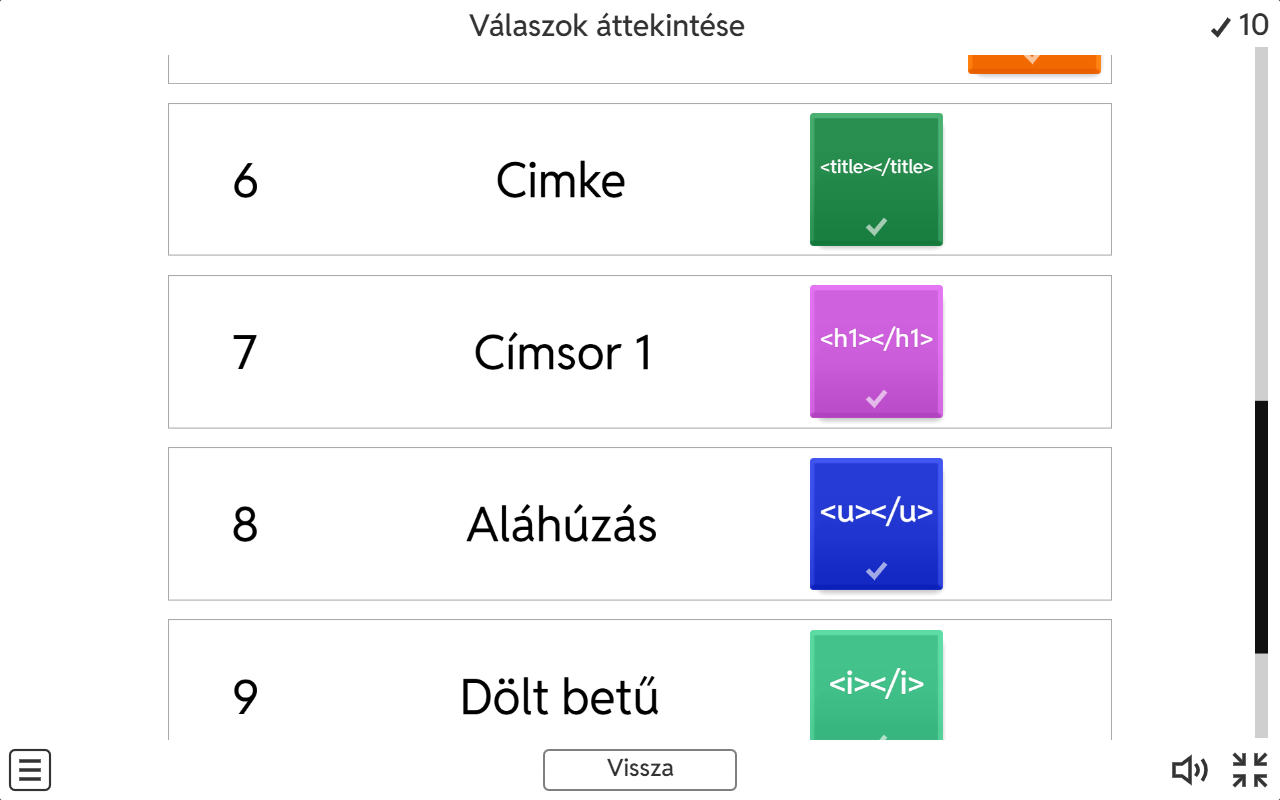 Válaszok áttekintése
10
6 Cimke <title></title>
7 Címsor 1 <h1></h1>
8 Aláhúzás <u></u>
9 Dölt betű <i></i>
Vissza